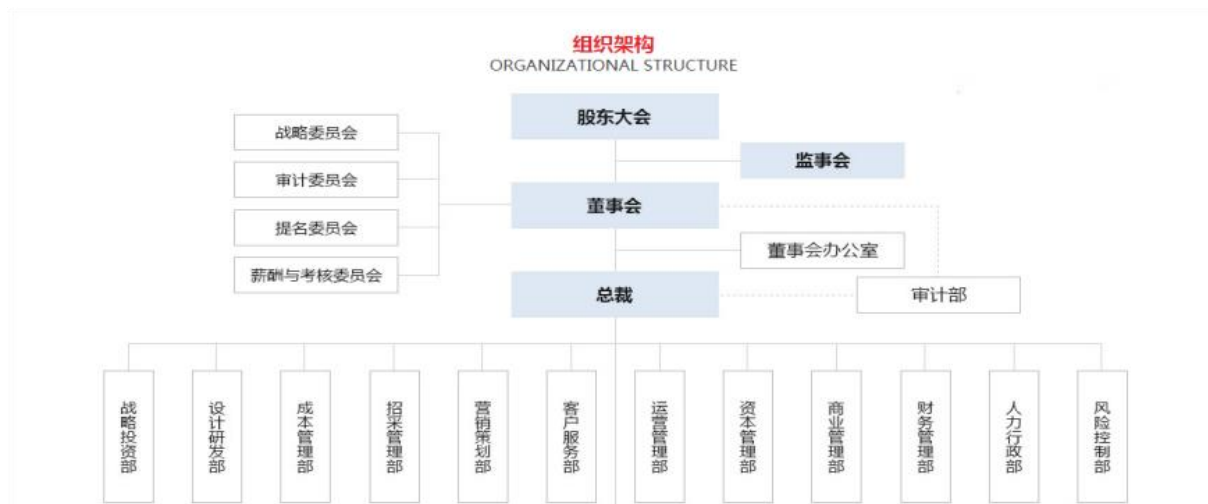 组织架构
ORGANIZATIONAL STRUCTURE
股东大会
战略委员会
监事会
审计委员会
董事会
提名委员会
董事会办公室
薪酬与考核委员会
总裁
审计部
战略投资部
设计研发部
成本管理部
招采管理部
营销策划部
客户服务部
运营管理部
资本管理部
商业管理部
财务管理部
人力行政部
风险控制部